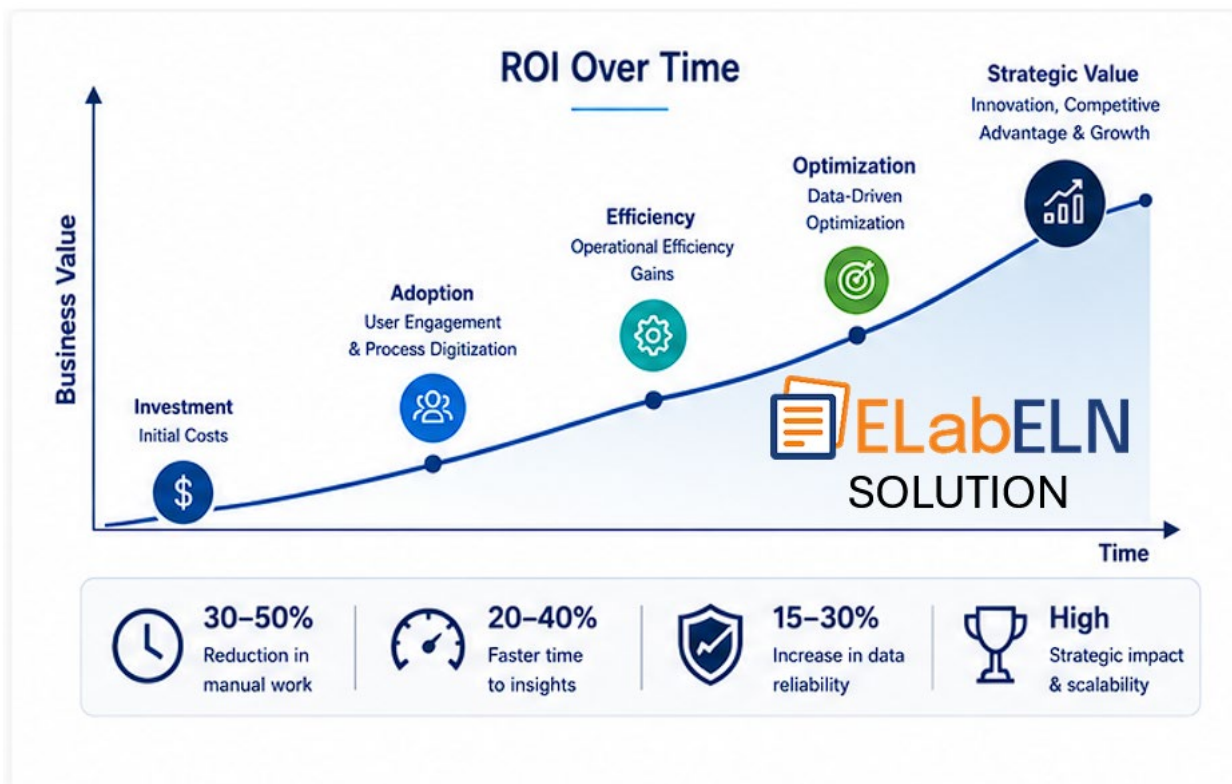 ROI Over Time
Strategic Value
Innovation, Competitive
Advantage & Growth
Optimization
Data-Driven
Optimization
Efficiency
Operational Efficiency
Gains
Adoption
User Engagement
& Process Digitization
Investment
Initial Costs
$
Business Value
ELabELN
SOLUTION
Time
30–50%
Reduction in
manual work
20–40%
Faster time
to insights
15–30%
Increase in data
reliability
High
Strategic impact
& scalability